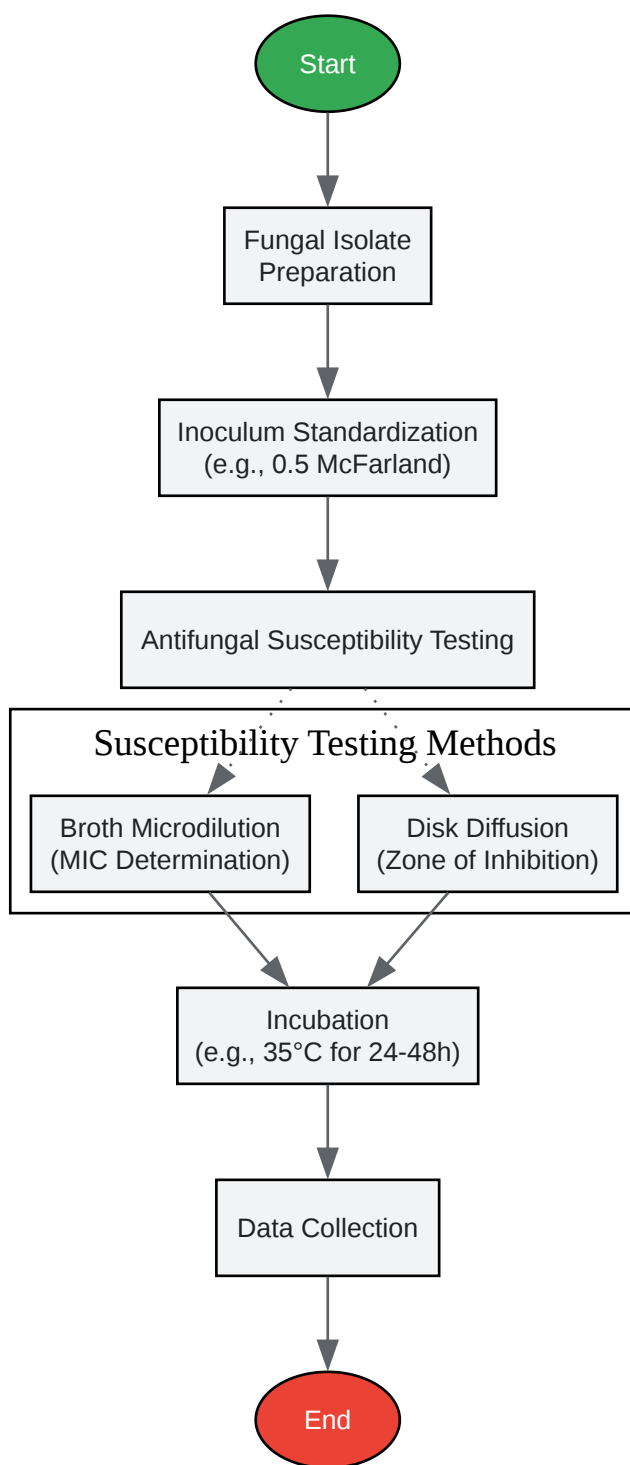 Start
Fungal Isolate
Preparation
Inoculum Standardization
(e.g., 0.5 McFarland)
Antifungal Susceptibility Testing
Susceptibility Testing Methods
Broth Microdilution
(MIC Determination)
Disk Diffusion
(Zone of Inhibition)
Incubation
(e.g., 35°C for 24-48h)
Data Collection
End